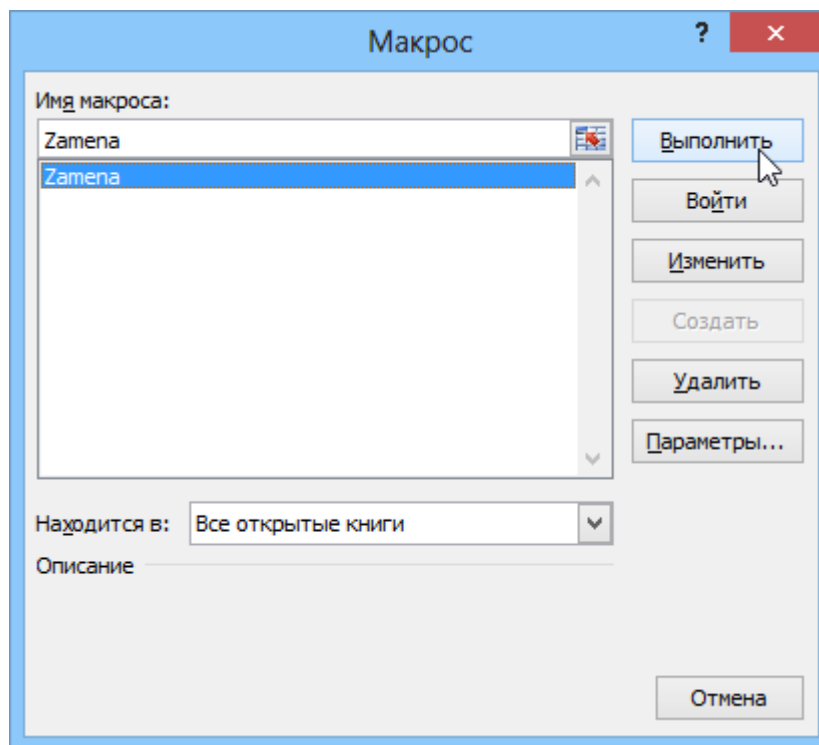 Макрос
?
Имя макроса:
Zamena
Выполнить
Zamena
Войти
Изменить
Создать
Удалить
Параметры...
Находится в: Все открытые книги
Описание
Отмена